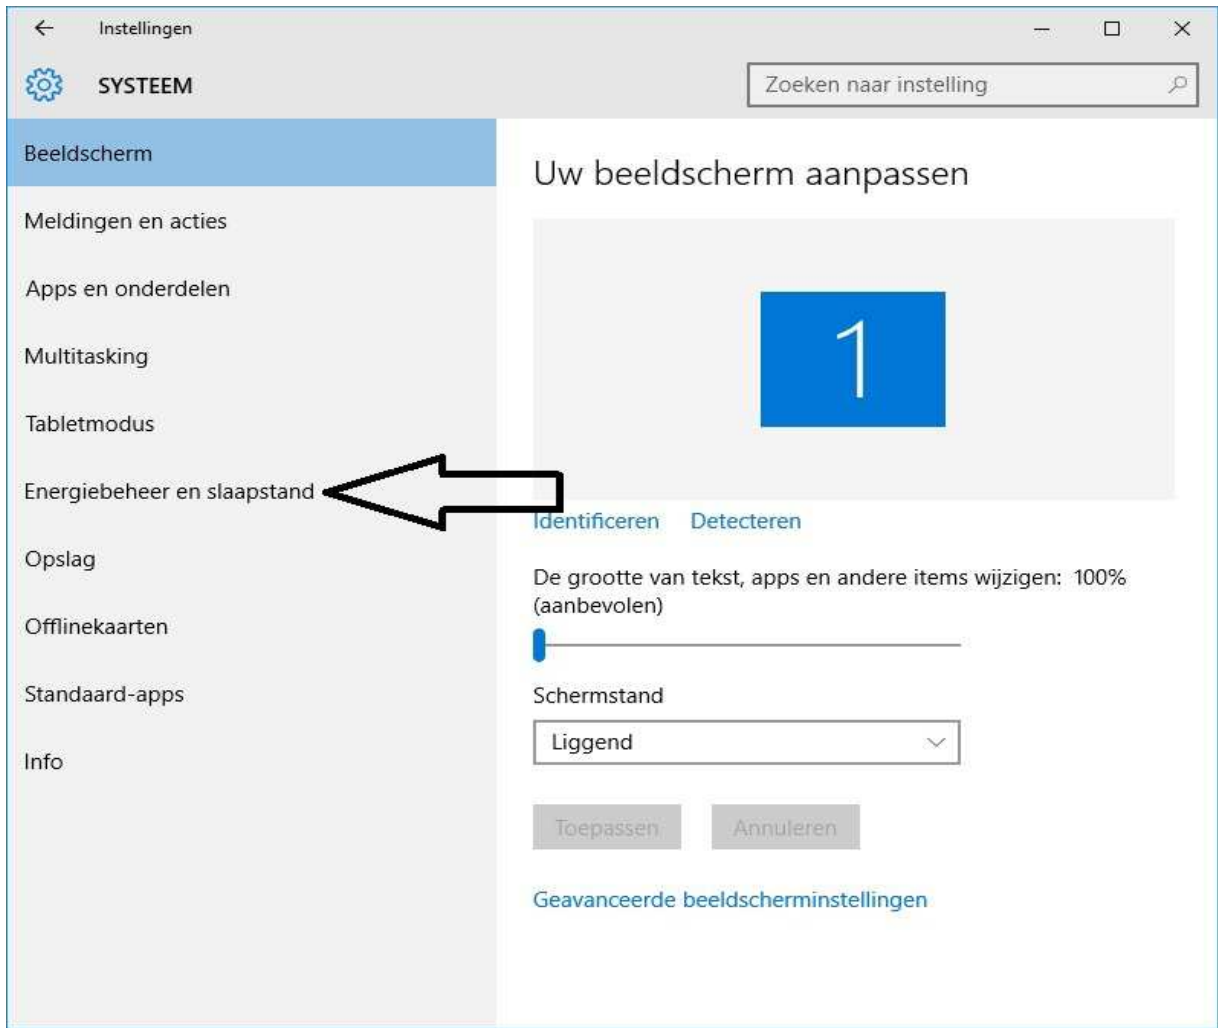 Instellingen
SYSTEEM
Zoeken naar instelling
Beeldscherm
Meldingen en acties
Apps en onderdelen
Multitasking
Tabletmodus
Energiebeheer en slaapstand
Opslag
Offlinekaarten
Standaard-apps
Info
Uw beeldscherm aanpassen
1
Identificeren Detecteren
De grootte van tekst, apps en andere items wijzigen: 100%
(aanbevolen)
Schermstand
Liggend
Toepassen Annuleren
Geavanceerde beeldscherminstellingen